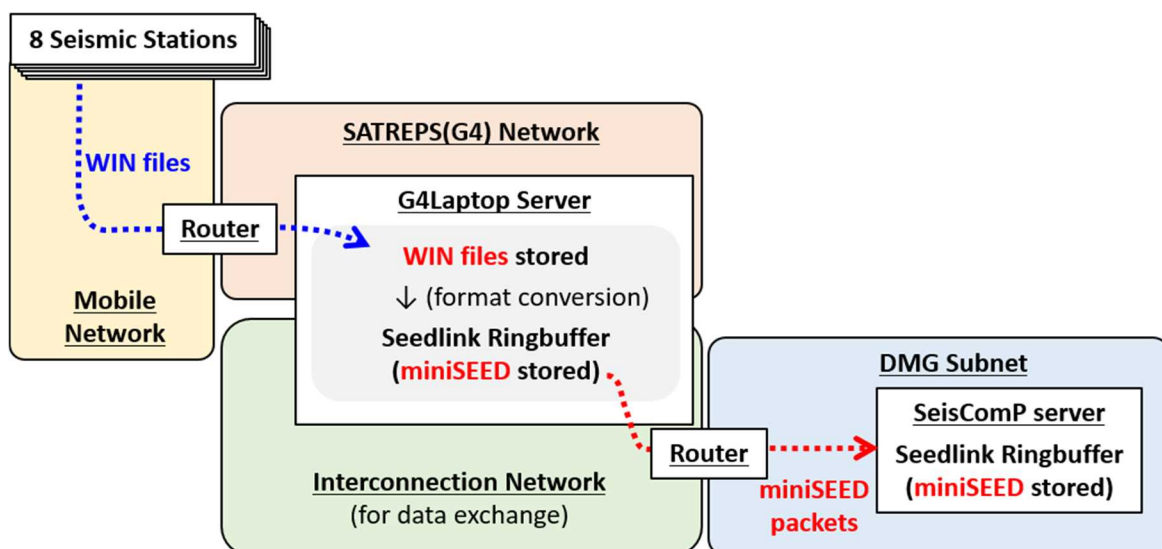 8 Seismic Stations
WIN files
Router
Mobile
Network
SATREPS(G4) Network
G4Laptop Server
WIN files stored
↓ (format conversion)
Seedlink Ringbuffer
(miniSEED stored)
Interconnection Network
(for data exchange)
Router
miniSEED
packets
DMG Subnet
SeisComP server
Seedlink Ringbuffer
(miniSEED stored)